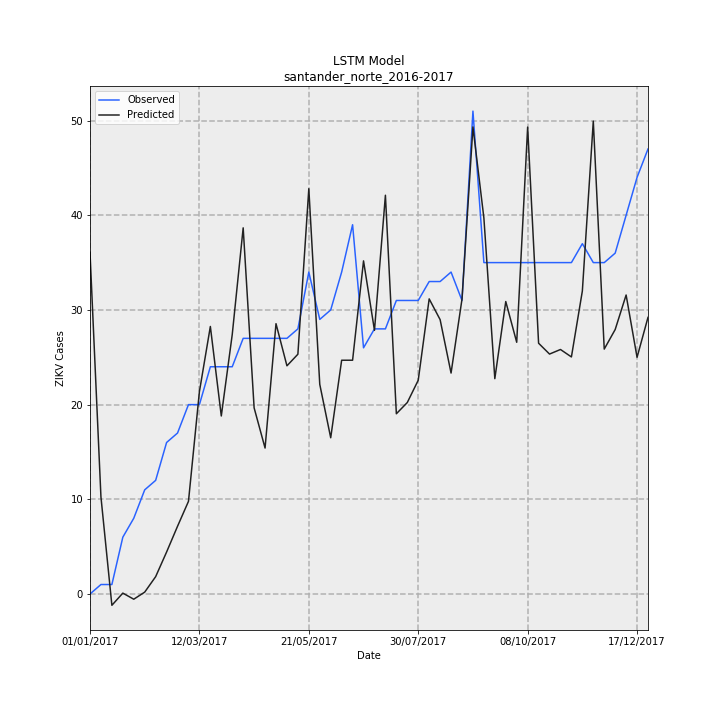 LSTM Model
santander_norte_2016-2017
Observed
Predicted
50
40
30
20
10
0
ZIKV Cases
01/01/2017 12/03/2017 21/05/2017 30/07/2017 08/10/2017 17/12/2017
Date